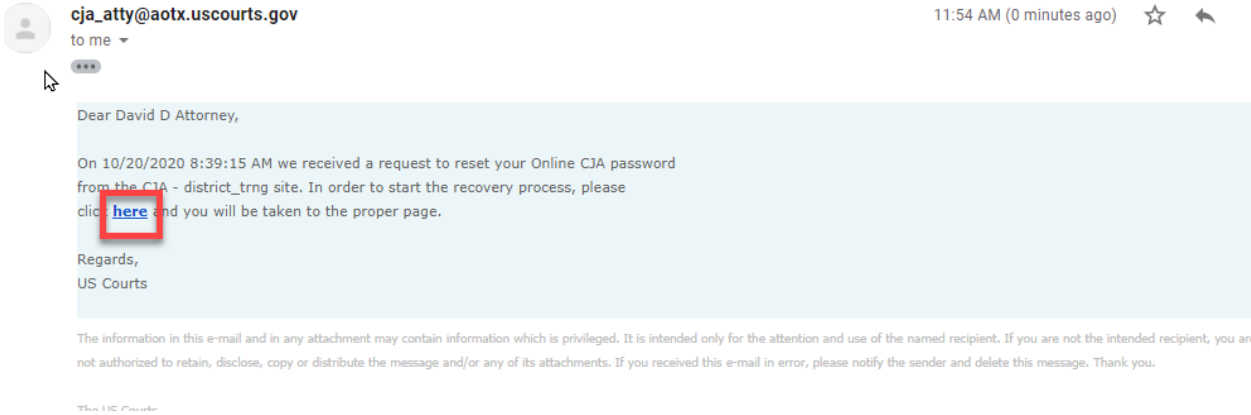 cja_atty@aotx.uscourts.gov
11:54 AM (0 minutes ago)
to me
Dear David D Attorney,
On 10/20/2020 8:39:15 AM we received a request to reset your Online CJA password
from the CJA - district_trng site. In order to start the recovery process, please
click here and you will be taken to the proper page.
Regards,
US Courts
The information in this e-mail and in any attachment may contain information which is privileged. It is intended only for the attention and use of the named recipient. If you are not the intended recipient, you are
not authorized to retain, disclose, copy or distribute the message and/or any of its attachments. If you received this e-mail in error, please notify the sender and delete this message. Thank you.
The US Courts